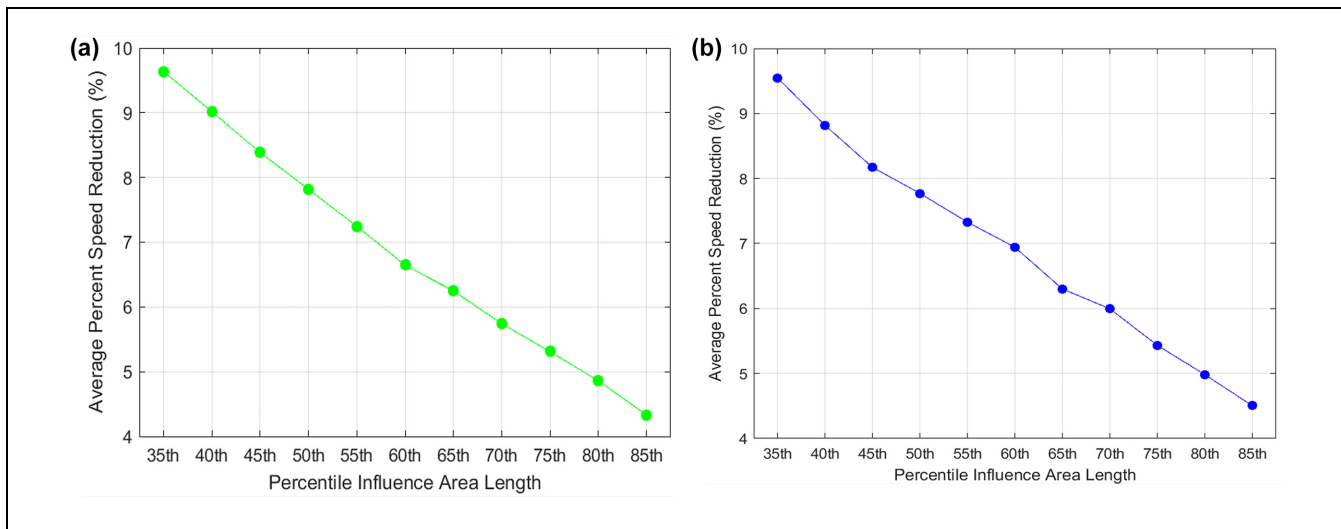 (a)
Average Percent Speed Reduction (%)
10
9
8
7
6
5
4
35th 40th 45th 50th 55th 60th 65th 70th 75th 80th 85th
Percentile Influence Area Length
(b)
Average Percent Speed Reduction (%)
10
9
8
7
6
5
4
35th 40th 45th 50th 55th 60th 65th 70th 75th 80th 85th
Percentile Influence Area Length